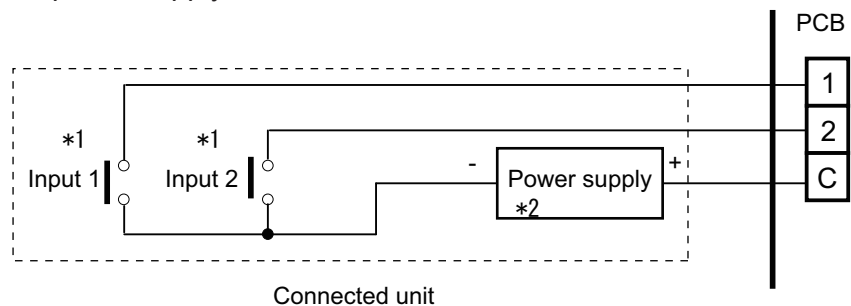 PCB
1
2
C
*1
Input 1
*1
Input 2
-
Power supply
+
*2
Connected unit